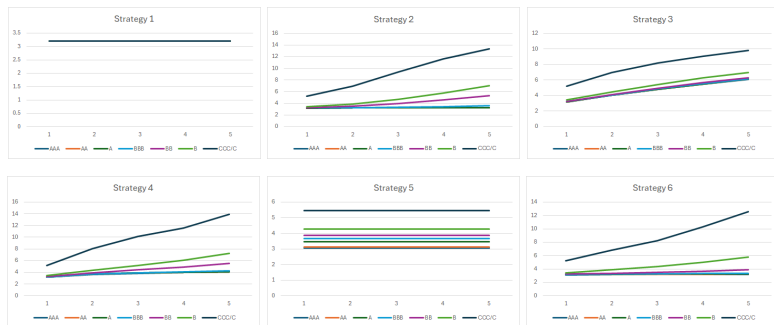 Strategy 1
3.5
3
2.5
2
1.5
1
0.5
0
1 2 3 4 5
AAA AA A BBB BB B CCC/C
Strategy 2
16
14
12
10
8
6
4
2
0
1 2 3 4 5
AAA AA A BBB BB B CCC/C
Strategy 3
12
10
8
6
4
2
0
1 2 3 4 5
AAA AA A BBB BB B CCC/C
Strategy 4
16
14
12
10
8
6
4
2
0
1 2 3 4 5
AAA AA A BBB BB B CCC/C
Strategy 5
6
5
4
3
2
1
0
1 2 3 4 5
AAA AA A BBB BB B CCC/C
Strategy 6
14
12
10
8
6
4
2
0
1 2 3 4 5
AAA AA A BBB BB B CCC/C